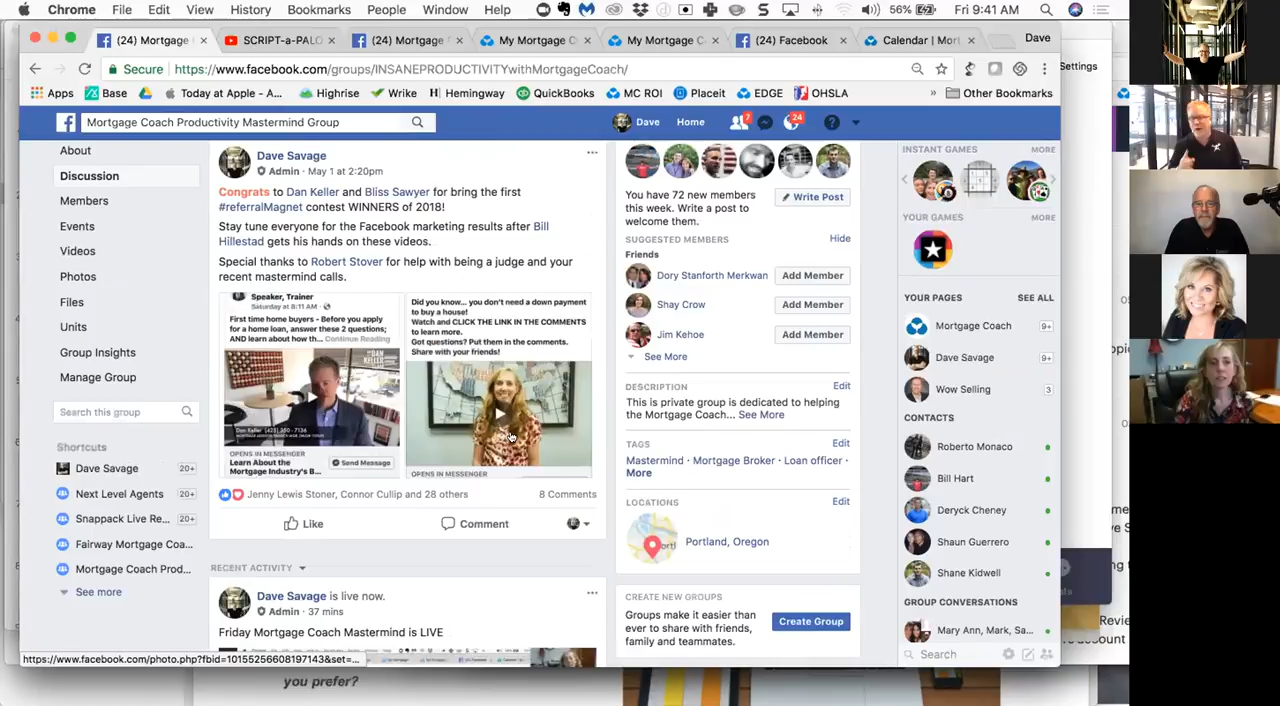 Chrome File Edit View History Bookmarks People Window Help
56% Fri 9:41 AM
(24) Mortgage
SCRIPT-a-PALO
(24) Mortgage
My Mortgage C
My Mortgage C
(24) Facebook
Calendar | Mort
Dave
Secure https://www.facebook.com/groups/INSANEPRODUCTIVITYwithMortgageCoach/
Settings
Apps Base Today at Apple – A... Highrise Write Hemingway QuickBooks MC ROI Placeit EDGE OHSLA » Other Bookmarks
Mortgage Coach Productivity Mastermind Group
Dave Home 7 24
About
Discussion
Members
Events
Videos
Photos
Files
Units
Group Insights
Manage Group
Search this group
Shortcuts
Dave Savage 20+
Next Level Agents 20+
Snappack Live Re... 20+
Fairway Mortgage Coa...
Mortgage Coach Prod...
See more
Dave Savage
Admin · May 1 at 2:20pm
Congrats to Dan Keller and Bliss Sawyer for bring the first
#referralMagnet contest WINNERS of 2018!
Stay tune everyone for the Facebook marketing results after Bill
Hillestad gets his hands on these videos.
Special thanks to Robert Stover for help with being a judge and your
recent mastermind calls.
Speaker, Trainer
Saturday at 8:11 AM ·
First time home buyers - Before you apply
for a home loan, answer these 2 questions;
AND learn about how th... Continue Reading
DAN
KELLER
Dan Keller (425) 350 - 7136
OPENS IN MESSENGER
Learn About the
Mortgage Industry's B...
Send Message
Did you know... you don't need a down payment
to buy a house!
Watch and CLICK THE LINK IN THE COMMENTS
to learn more.
Got questions? Put them in the comments.
Share with your friends!
OPENS IN MESSENGER
Jenny Lewis Stoner, Connor Cullip and 28 others 8 Comments
Like Comment
RECENT ACTIVITY
Dave Savage is live now.
Admin · 37 mins
Friday Mortgage Coach Mastermind is LIVE
https://www.facebook.com/photo.php?fbid=10155256608197143&set=...
You have 72 new members
this week. Write a post to
welcome them.
Write Post
SUGGESTED MEMBERS Hide
Friends
Dory Stanforth Merkwan Add Member
Shay Crow Add Member
Jim Kehoe Add Member
See More
DESCRIPTION Edit
This is private group is dedicated to helping
the Mortgage Coach... See More
TAGS Edit
Mastermind · Mortgage Broker · Loan officer ·
More
LOCATIONS Edit
Portland, Oregon
CREATE NEW GROUPS
Groups make it easier than
ever to share with friends,
family and teammates.
Create Group
INSTANT GAMES MORE
YOUR GAMES MORE
YOUR PAGES SEE ALL
Mortgage Coach 9+
Dave Savage 9+
Wow Selling 3
CONTACTS
Roberto Monaco
Bill Hart
Deryck Cheney
Shaun Guerrero
Shane Kidwell
GROUP CONVERSATIONS
Mary Ann, Mark, Sa...
Search
you prefer?